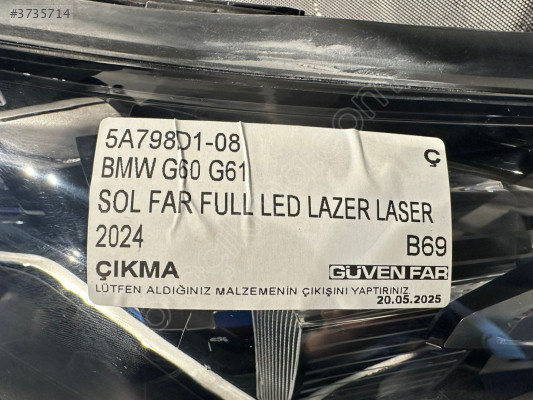 #3735714
5A798D1-08
Ç
BMW G60 G61
SOL FAR FULL LED LAZER LASER
2024
B69
ÇIKMA
GÜVEN FAR
LÜTFEN ALDIĞINIZ MALZEMENİN ÇIKIŞINI YAPTIRINIZ
20.05.2025